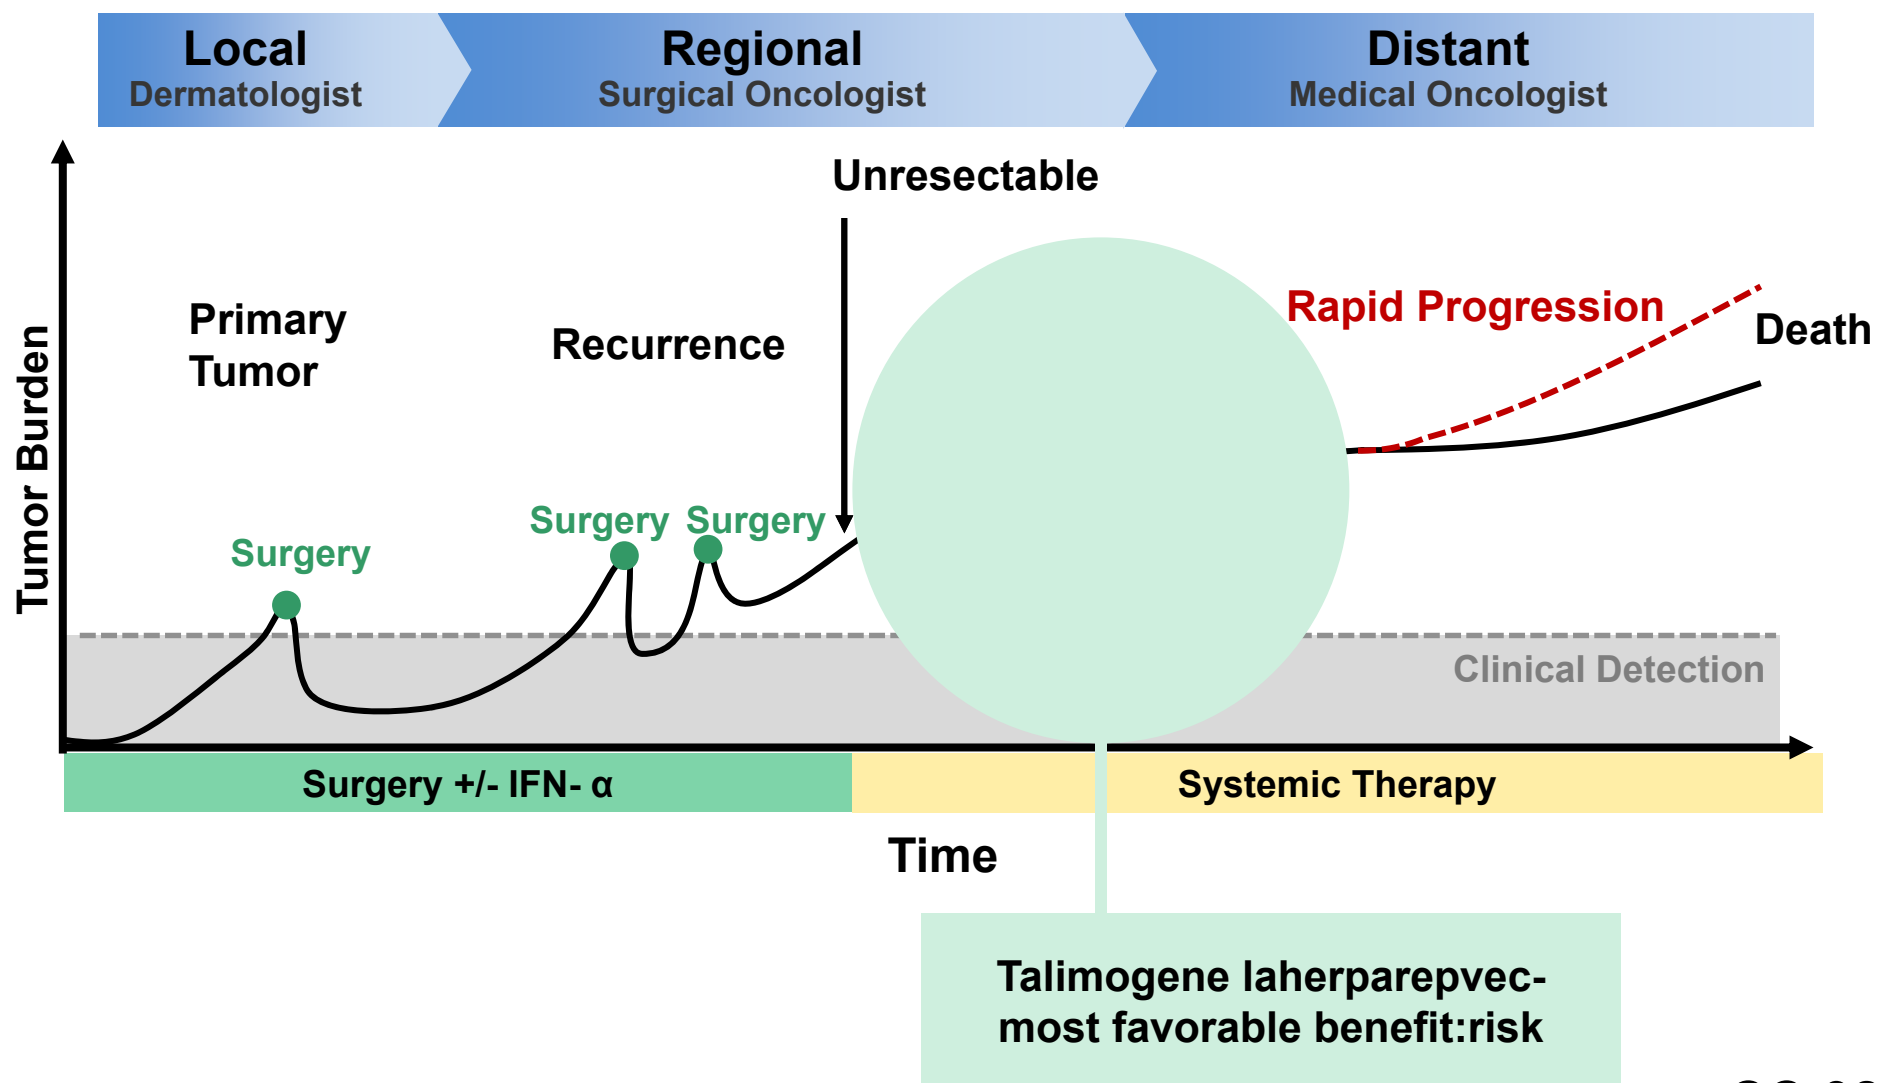 Local
Dermatologist
Regional
Surgical Oncologist
Distant
Medical Oncologist
Unresectable
Primary
Tumor
Recurrence
Rapid Progression
Death
Tumor Burden
Surgery
Surgery
Surgery
Clinical Detection
Surgery +/- IFN- α
Systemic Therapy
Time
Talimogene laherparepvec-
most favorable benefit:risk